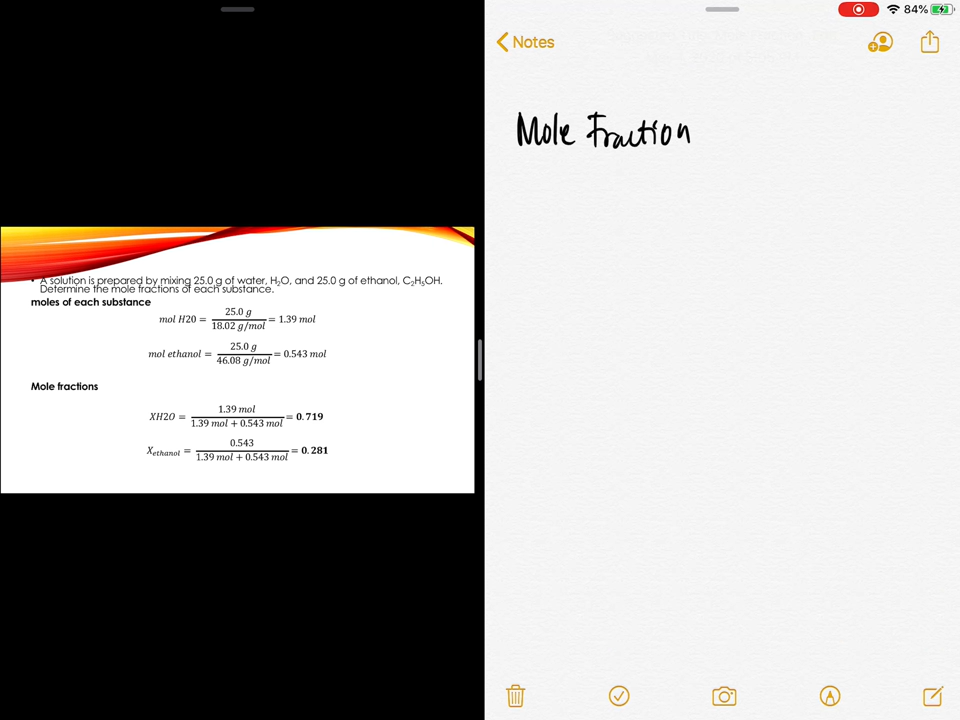 84%
Notes
Mole Fraction
• A solution is prepared by mixing 25.0 g of water, H₂O, and 25.0 g of ethanol, C₂H₅OH.
Determine the mole fractions of each substance.
moles of each substance
mol H20 = 25.0 g / 18.02 g/mol = 1.39 mol
mol ethanol = 25.0 g / 46.08 g/mol = 0.543 mol
Mole fractions
XH2O = 1.39 mol / 1.39 mol + 0.543 mol = 0.719
Xethanol = 0.543 / 1.39 mol + 0.543 mol = 0.281